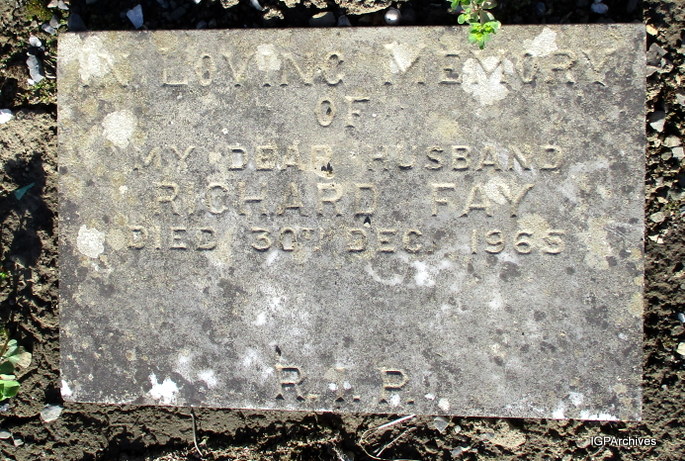 IN LOVING MEMORY
OF
MY DEAR HUSBAND
RICHARD FAY
DIED 30TH DEC. 1965
R.I.P.
IGPArchives